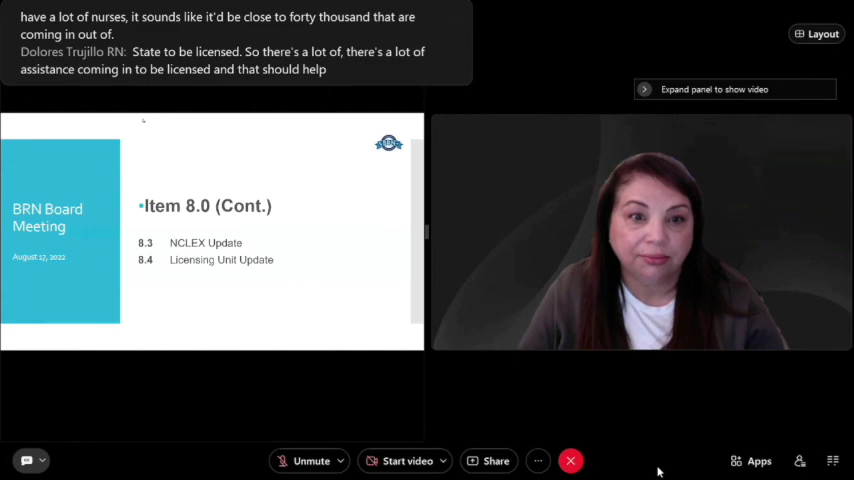 have a lot of nurses, it sounds like it'd be close to forty thousand that are
coming in out of.
Dolores Trujillo RN: State to be licensed. So there's a lot of, there's a lot of
assistance coming in to be licensed and that should help
Layout
Expand panel to show video
BRN
BRN Board
Meeting
August 17, 2022
•Item 8.0 (Cont.)
8.3 NCLEX Update
8.4 Licensing Unit Update
Unmute
Start video
Share
Apps